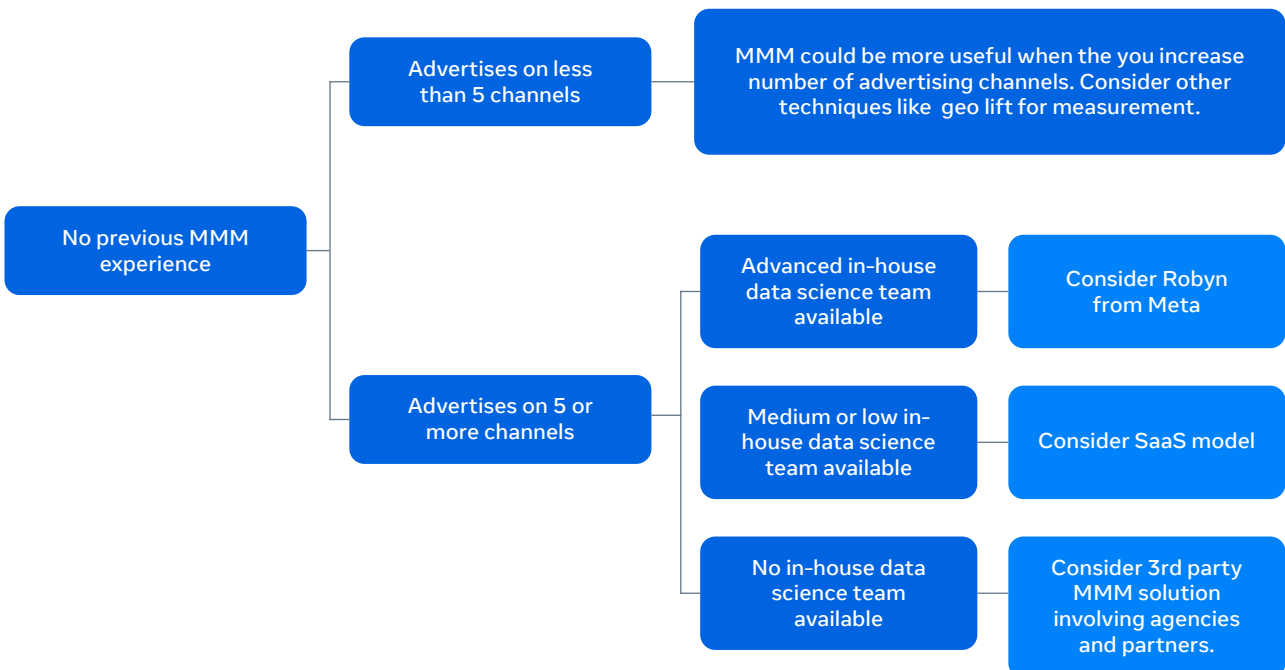 Advertises on less
than 5 channels
MMM could be more useful when the you increase
number of advertising channels. Consider other
techniques like geo lift for measurement.
No previous MMM
experience
Advertises on 5 or
more channels
Advanced in-house
data science team
available
Consider Robyn
from Meta
Medium or low in-
house data science
team available
Consider SaaS model
No in-house data
science team
available
Consider 3rd party
MMM solution
involving agencies
and partners.